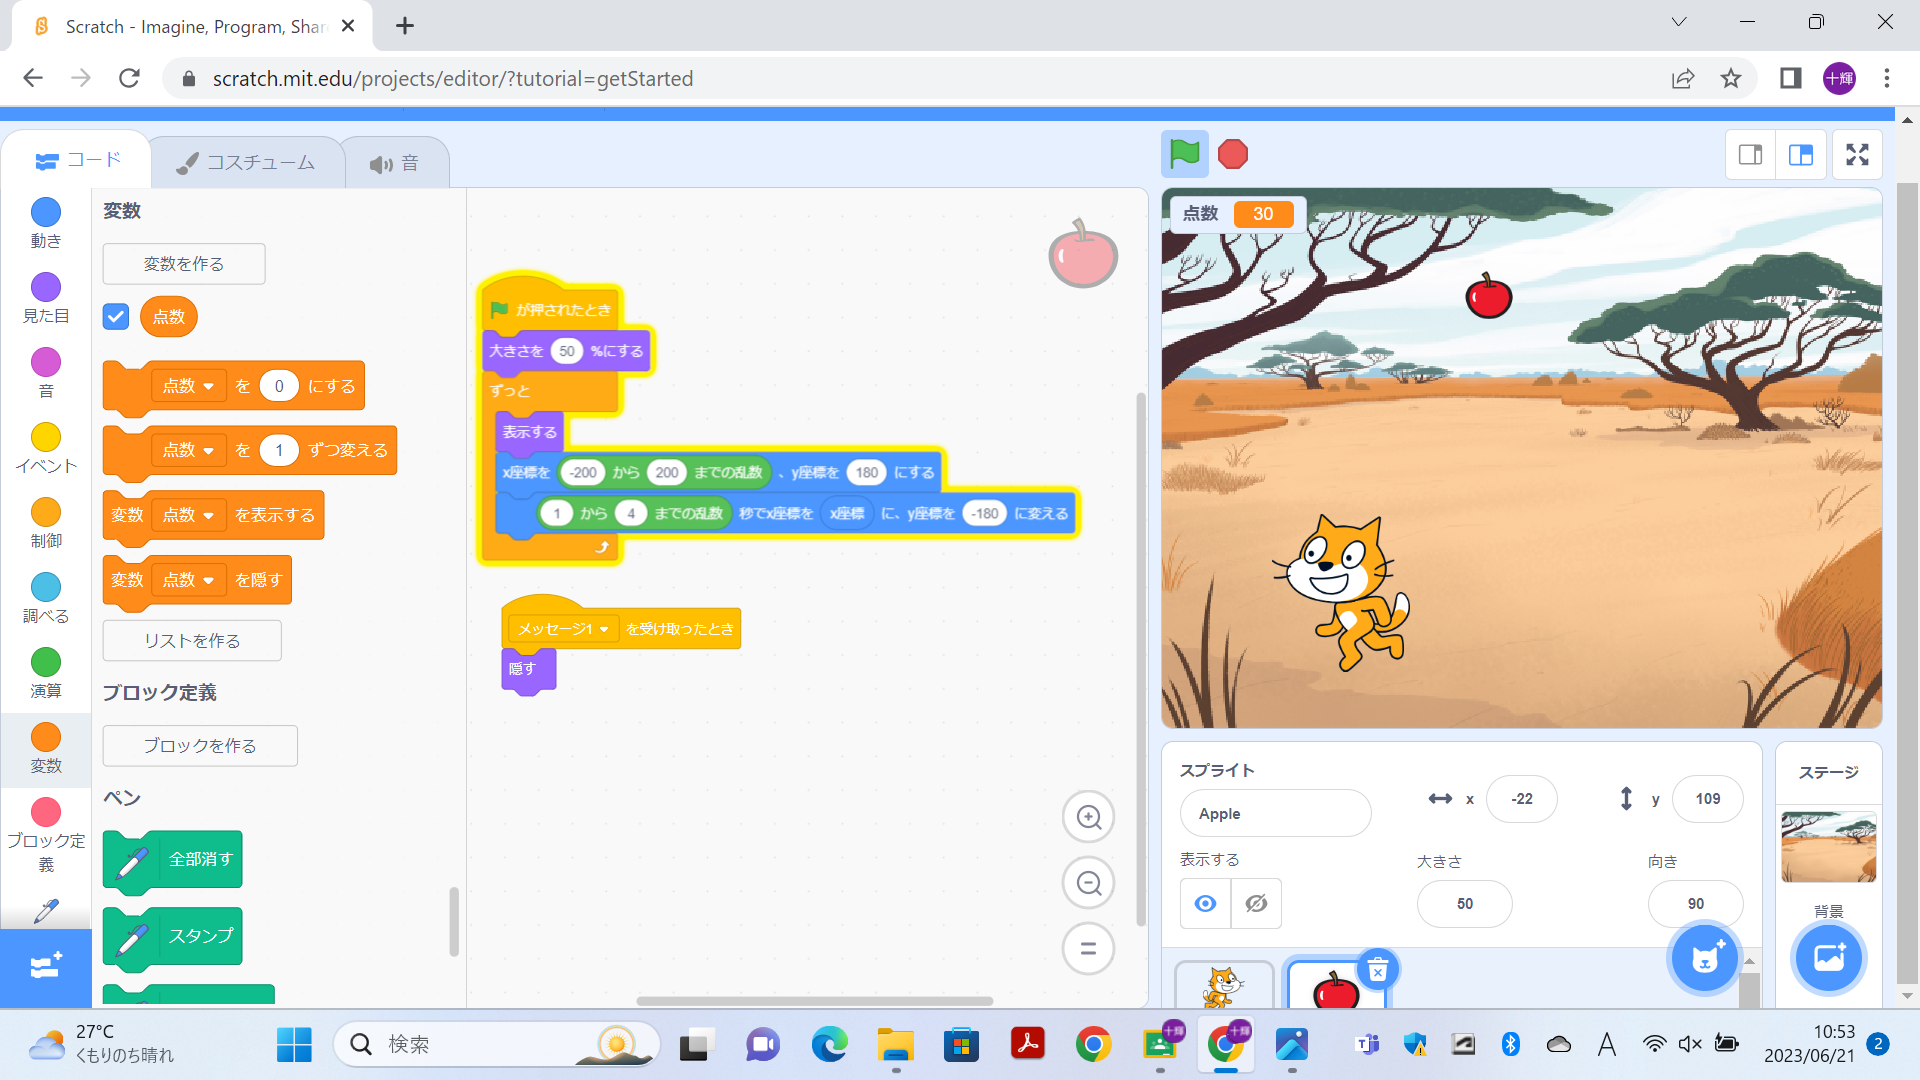 Scratch - Imagine, Program, Shar
scratch.mit.edu/projects/editor/?tutorial=getStarted
十輝
コード
コスチューム
音
動き
見た目
音
イベント
制御
調べる
演算
変数
ブロック定
義
変数
変数を作る
点数
点数 を 0 にする
点数 を 1 ずつ変える
変数 点数 を表示する
変数 点数 を隠す
リストを作る
ブロック定義
ブロックを作る
ペン
全部消す
スタンプ
が押されたとき
大きさを 50 %にする
ずっと
表示する
x座標を -200 から 200 までの乱数 、y座標を 180 にする
1 から 4 までの乱数 秒でx座標を x座標 に、y座標を -180 に変える
メッセージ1 を受け取ったとき
隠す
点数 30
スプライト
Apple
x -22
y 109
表示する
大きさ
50
向き
90
ステージ
背景
27°C
くもりのち晴れ
検索
十輝
十輝
A
10:53
2023/06/21
2